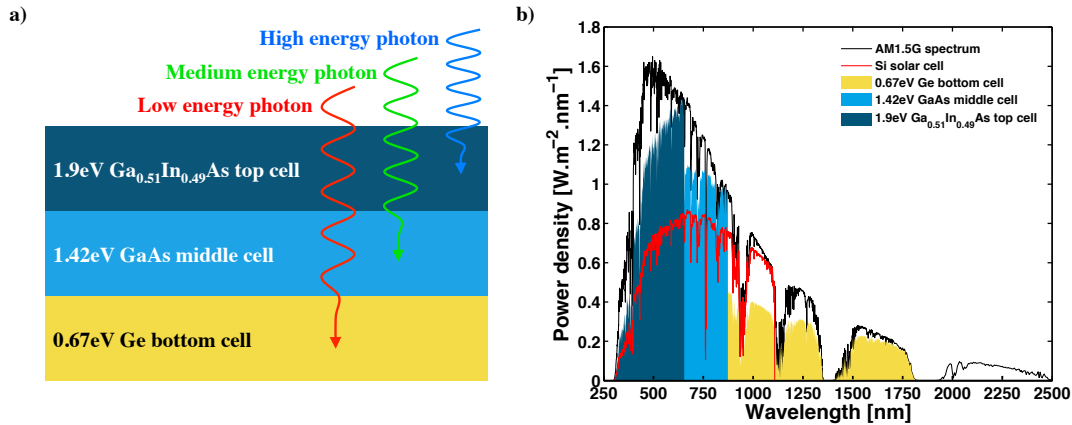 a)
High energy photon
Medium energy photon
Low energy photon
1.9eV Ga0.51In0.49As top cell
1.42eV GaAs middle cell
0.67eV Ge bottom cell
b)
Power density [W.m-2.nm-1]
1.8
1.6
1.4
1.2
1
0.8
0.6
0.4
0.2
0
AM1.5G spectrum
Si solar cell
0.67eV Ge bottom cell
1.42eV GaAs middle cell
1.9eV Ga0.51In0.49As top cell
250 500 750 1000 1250 1500 1750 2000 2250 2500
Wavelength [nm]